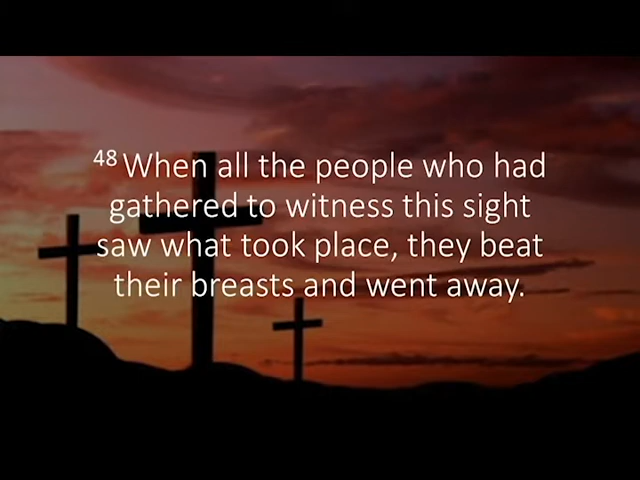 48 When all the people who had
gathered to witness this sight
saw what took place, they beat
their breasts and went away.